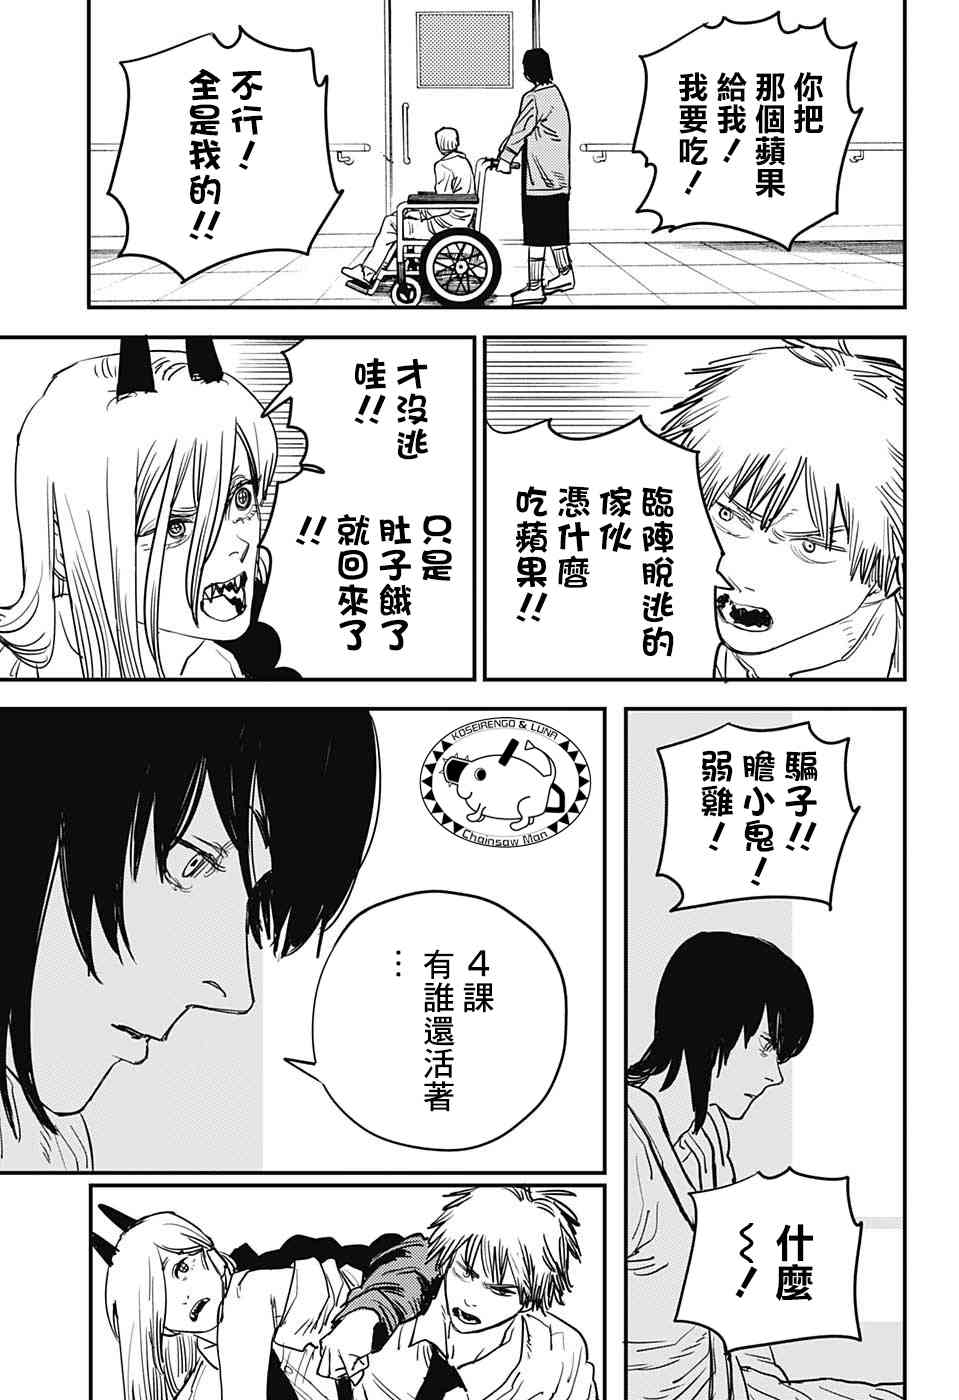 你把
那個蘋果
給我！
我要吃！
不行！
全是我的！！
臨陣脫逃的
傢伙
憑什麼
吃蘋果！！
才沒逃
哇！！
只是
肚子餓了
就回來了
！！
騙子！！
膽小鬼！
弱雞！
什麼
～！
KOSEIRENGO & LUNA
Chainsaw Man
4課
有誰還活著
…